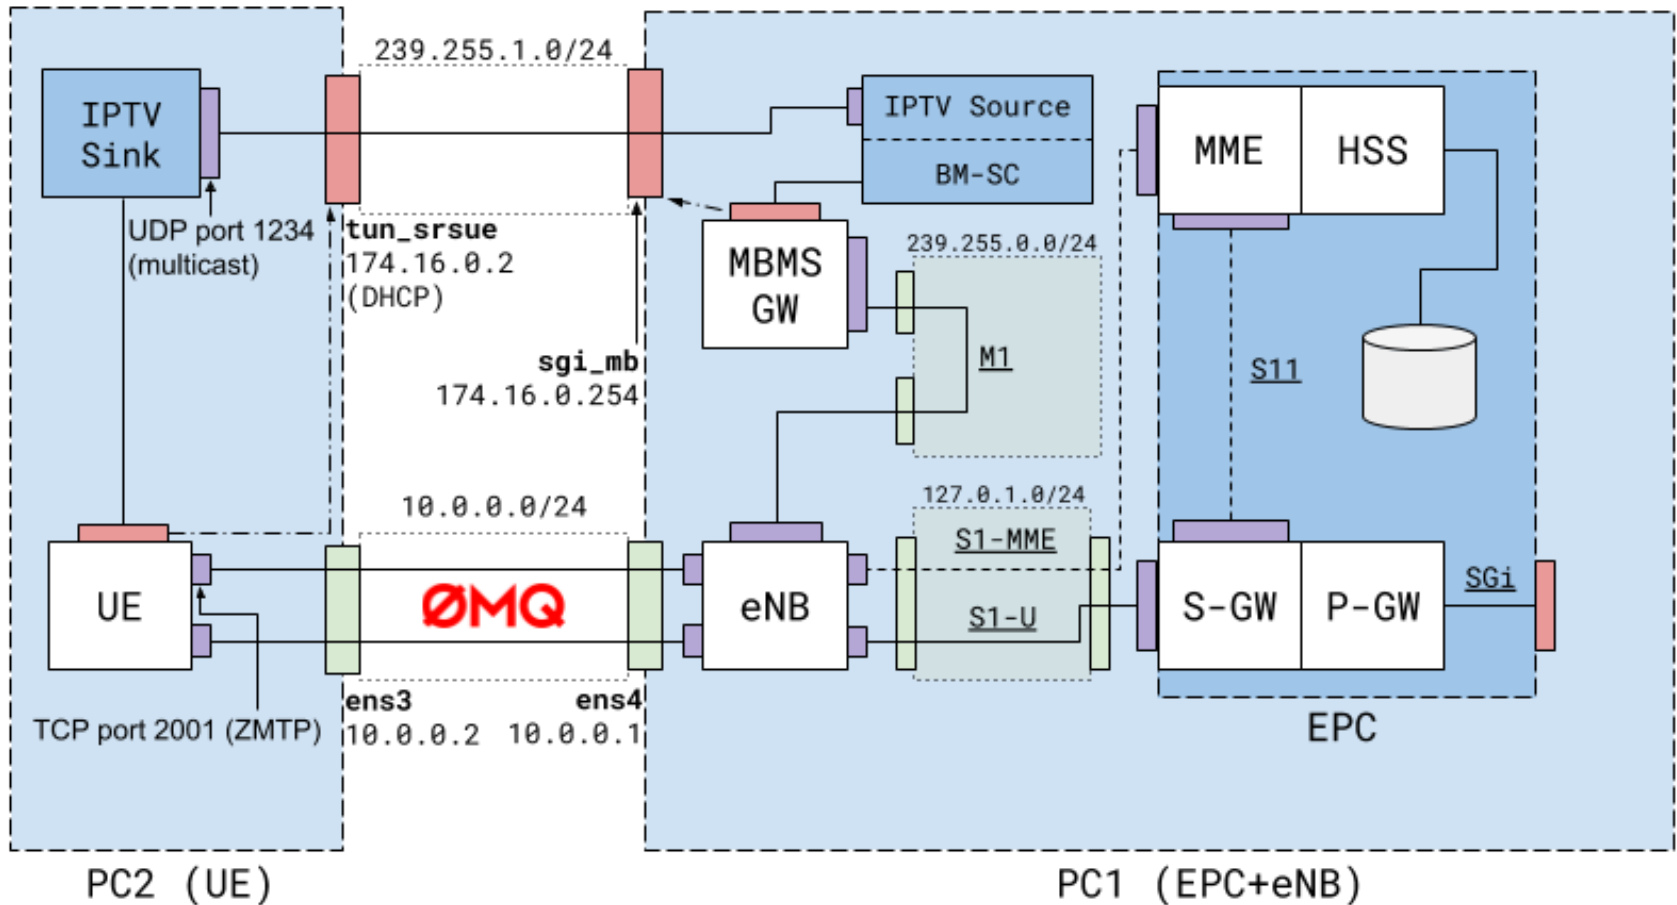 239.255.1.0/24
IPTV
Sink
IPTV Source
BM-SC
MME
HSS
UDP port 1234
(multicast)
tun_srsue
174.16.0.2
(DHCP)
MBMS
GW
239.255.0.0/24
M1
sgi_mb
174.16.0.254
S11
10.0.0.0/24
127.0.1.0/24
S1-MME
S1-U
UE
ØMQ
eNB
S-GW
P-GW
SGi
ens3
10.0.0.2
ens4
10.0.0.1
TCP port 2001 (ZMTP)
EPC
PC2 (UE)
PC1 (EPC+eNB)